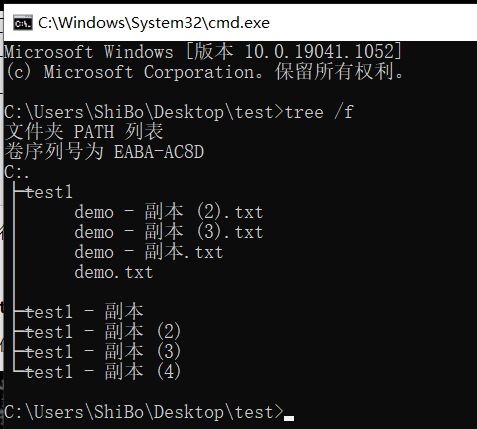 C:\Windows\System32\cmd.exe
Microsoft Windows [版本 10.0.19041.1052]
(c) Microsoft Corporation。保留所有权利。
C:\Users\ShiBo\Desktop\test>tree /f
文件夹 PATH 列表
卷序列号为 EABA-AC8D
C:.
├─test1
│      demo - 副本 (2).txt
│      demo - 副本 (3).txt
│      demo - 副本.txt
│      demo.txt
│
├─test1 - 副本
├─test1 - 副本 (2)
├─test1 - 副本 (3)
└─test1 - 副本 (4)
C:\Users\ShiBo\Desktop\test>